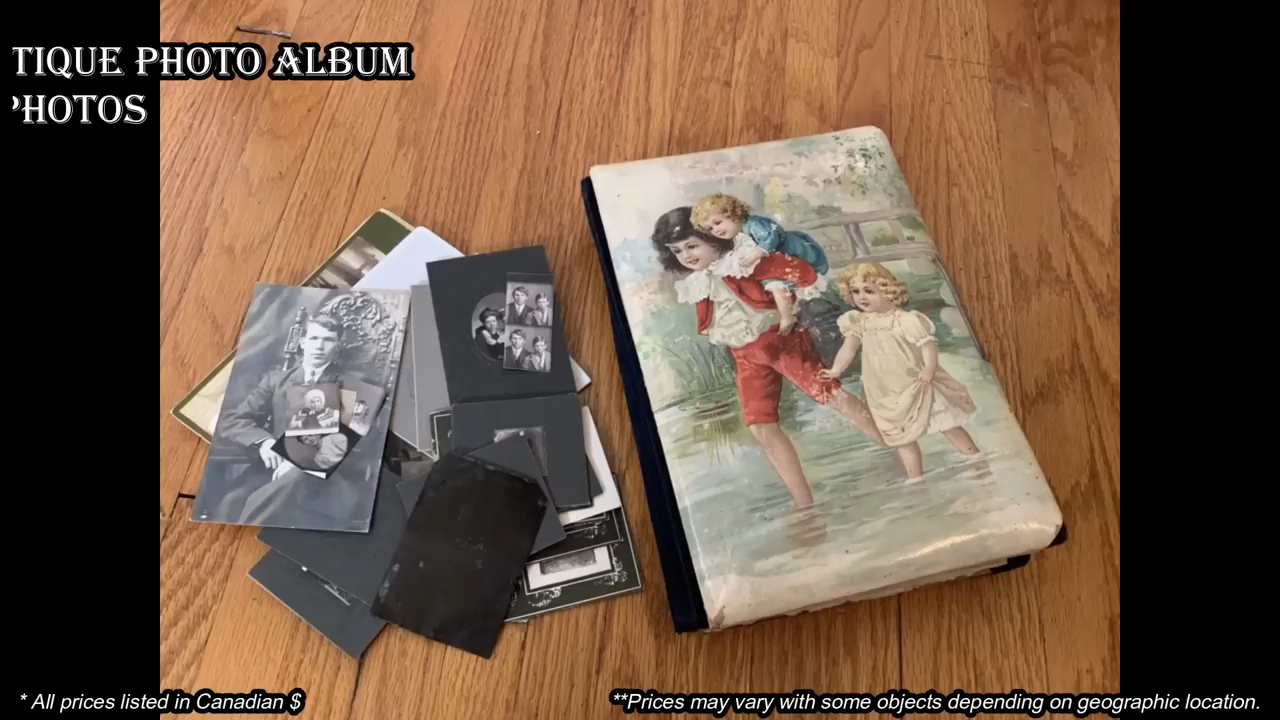 TIQUE PHOTO ALBUM
'HOTOS
* All prices listed in Canadian $
**Prices may vary with some objects depending on geographic location.